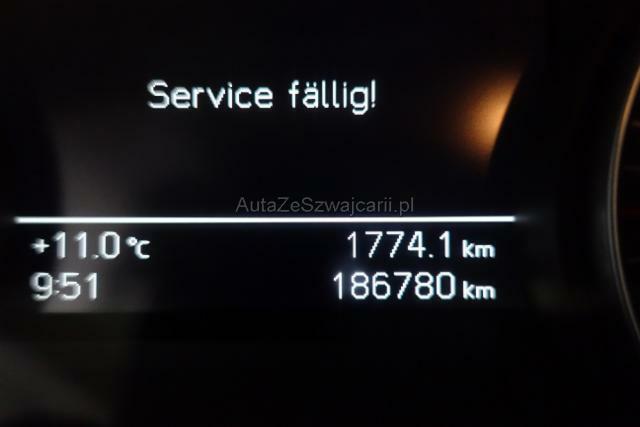 Service fällig!
AutaZeSzwajcarii.pl
+11.0 °C 1774.1 km
9:51 186780 km